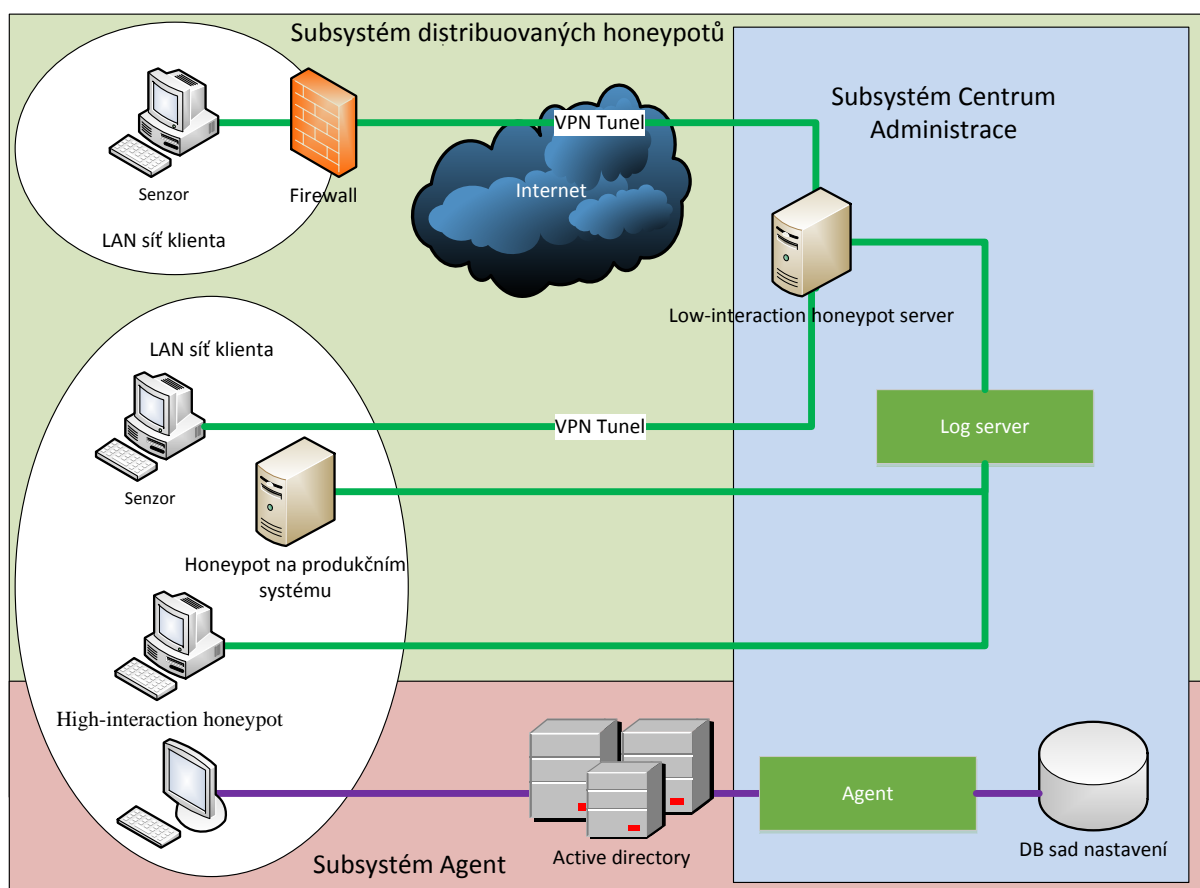 Subsystém distribuovaných honeypotů
Subsystém Centrum
Administrace
VPN Tunel
Internet
Senzor
Firewall
LAN síť klienta
Low-interaction honeypot server
LAN síť klienta
VPN Tunel
Log server
Senzor
Honeypot na produkčním
systému
High-interaction honeypot
Agent
Subsystém Agent
Active directory
DB sad nastavení